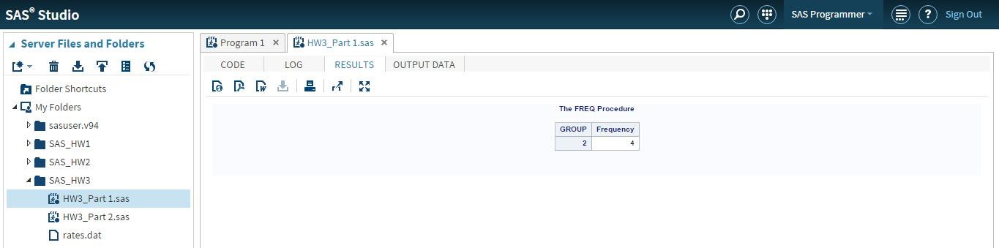 SAS® Studio
SAS Programmer
?
Sign Out
Server Files and Folders
Folder Shortcuts
My Folders
sasuser.v94
SAS_HW1
SAS_HW2
SAS_HW3
HW3_Part 1.sas
HW3_Part 2.sas
rates.dat
Program 1 ×
HW3_Part 1.sas ×
CODE LOG RESULTS OUTPUT DATA
The FREQ Procedure
GROUP Frequency
2 4